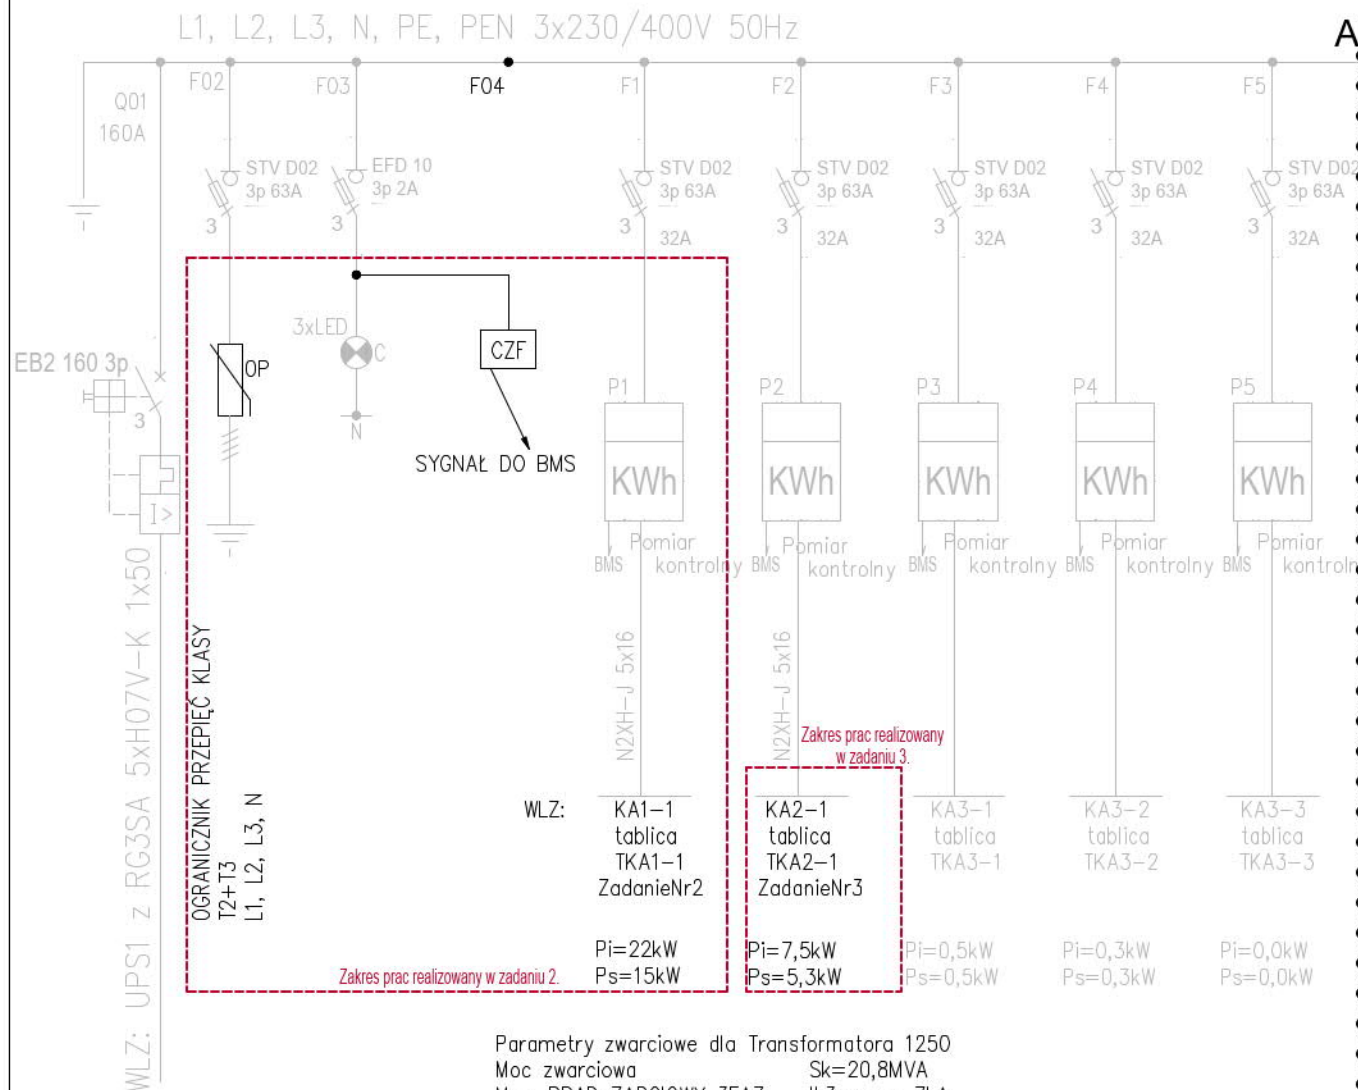 L1, L2, L3, N, PE, PEN 3x230/400V 50Hz
A
Q01
160A
F02
F03
F04
F1
F2
F3
F4
F5
STV D02
3p 63A
3
EFD 10
3p 2A
3
STV D02
3p 63A
3
32A
STV D02
3p 63A
3
32A
STV D02
3p 63A
3
32A
STV D02
3p 63A
3
32A
STV D02
3p 63A
3
32A
EB2 160 3p
3
I>
OP
3xLED
C
N
CZF
SYGNAŁ DO BMS
P1
P2
P3
P4
P5
KWh
KWh
KWh
KWh
KWh
BMS
Pomiar
kontrolny
BMS
Pomiar
kontrolny
BMS
Pomiar
kontrolny
BMS
Pomiar
kontrolny
BMS
Pomiar
kontrolny
WLZ: UPS1 z RG3SA 5xH07V-K 1x50
OGRANICZNIK PRZEPIĘĆ KLASY
T2+T3
L1, L2, L3, N
N2XH-J 5x16
N2XH-J 5x16
Zakres prac realizowany
w zadaniu 3.
WLZ:
KA1-1
tablica
TKA1-1
ZadanieNr2
KA2-1
tablica
TKA2-1
ZadanieNr3
KA3-1
tablica
TKA3-1
KA3-2
tablica
TKA3-2
KA3-3
tablica
TKA3-3
Pi=22kW
Ps=15kW
Pi=7,5kW
Ps=5,3kW
Pi=0,5kW
Ps=0,5kW
Pi=0,3kW
Ps=0,3kW
Pi=0,0kW
Ps=0,0kW
Zakres prac realizowany w zadaniu 2.
Parametry zwarciowe dla Transformatora 1250
Moc zwarciowa Sk=20,8MVA